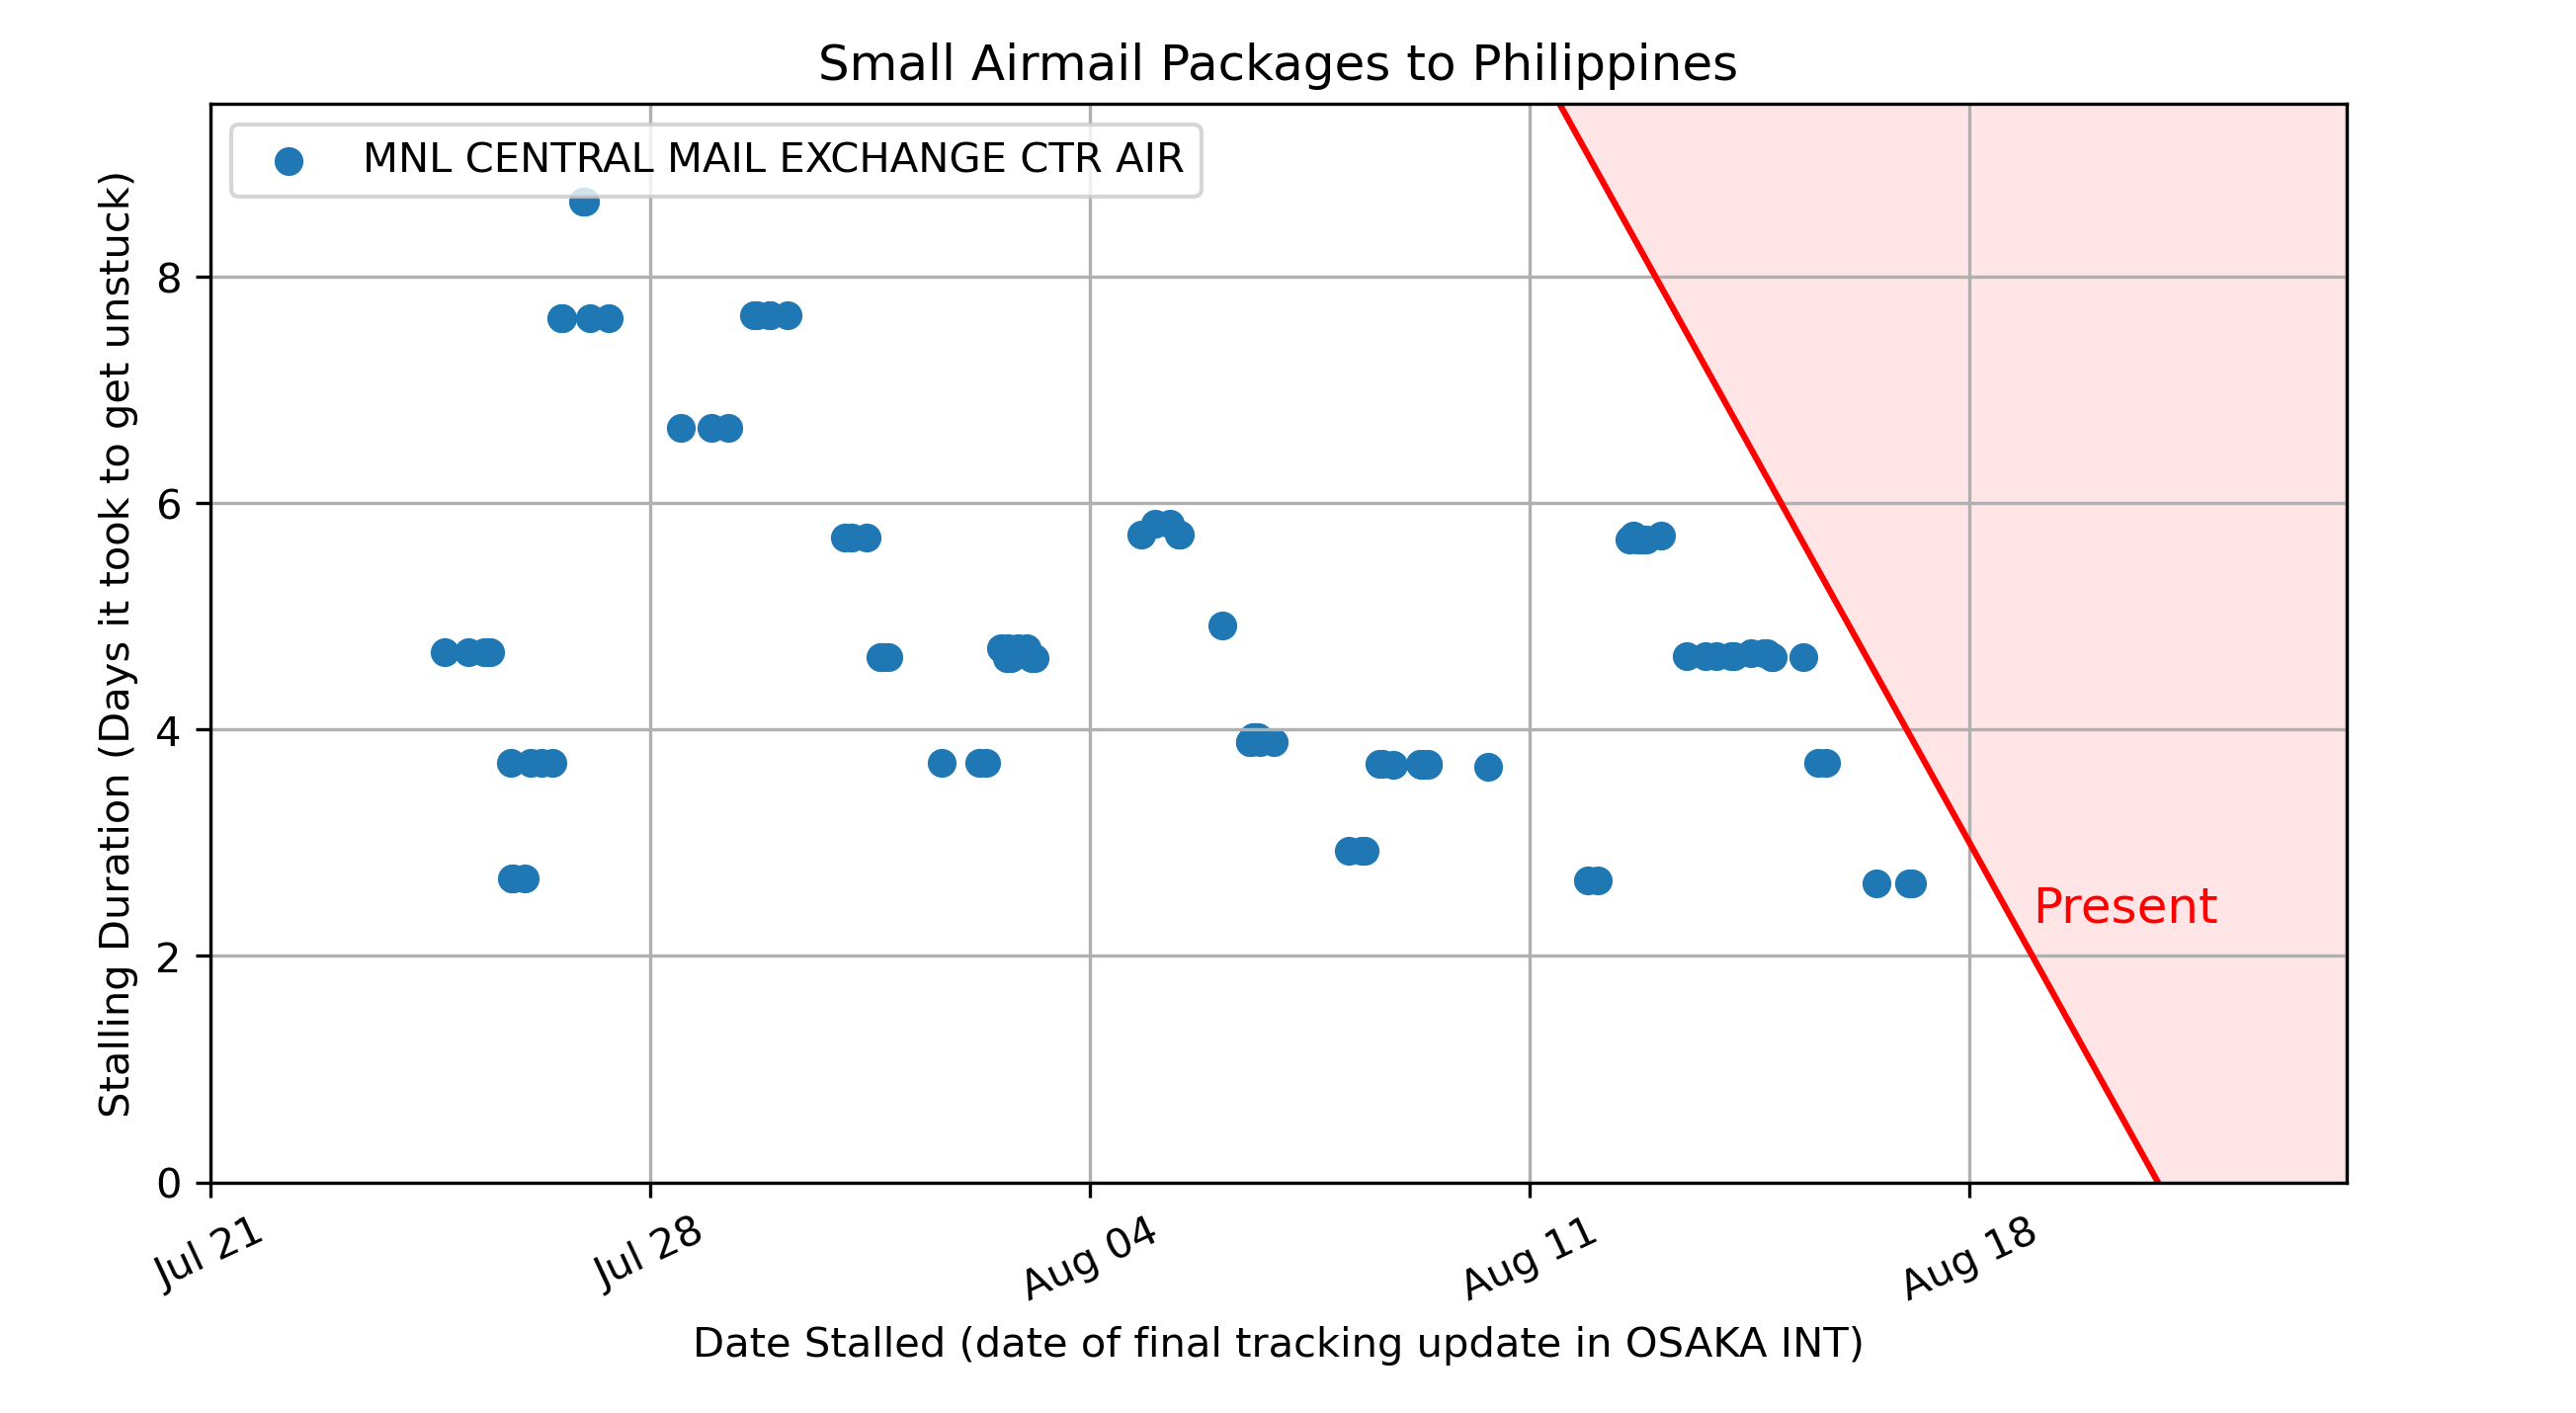 Small Airmail Packages to Philippines
MNL CENTRAL MAIL EXCHANGE CTR AIR
Stalling Duration (Days it took to get unstuck)
8
6
4
2
0
Present
Jul 21
Jul 28
Aug 04
Aug 11
Aug 18
Date Stalled (date of final tracking update in OSAKA INT)